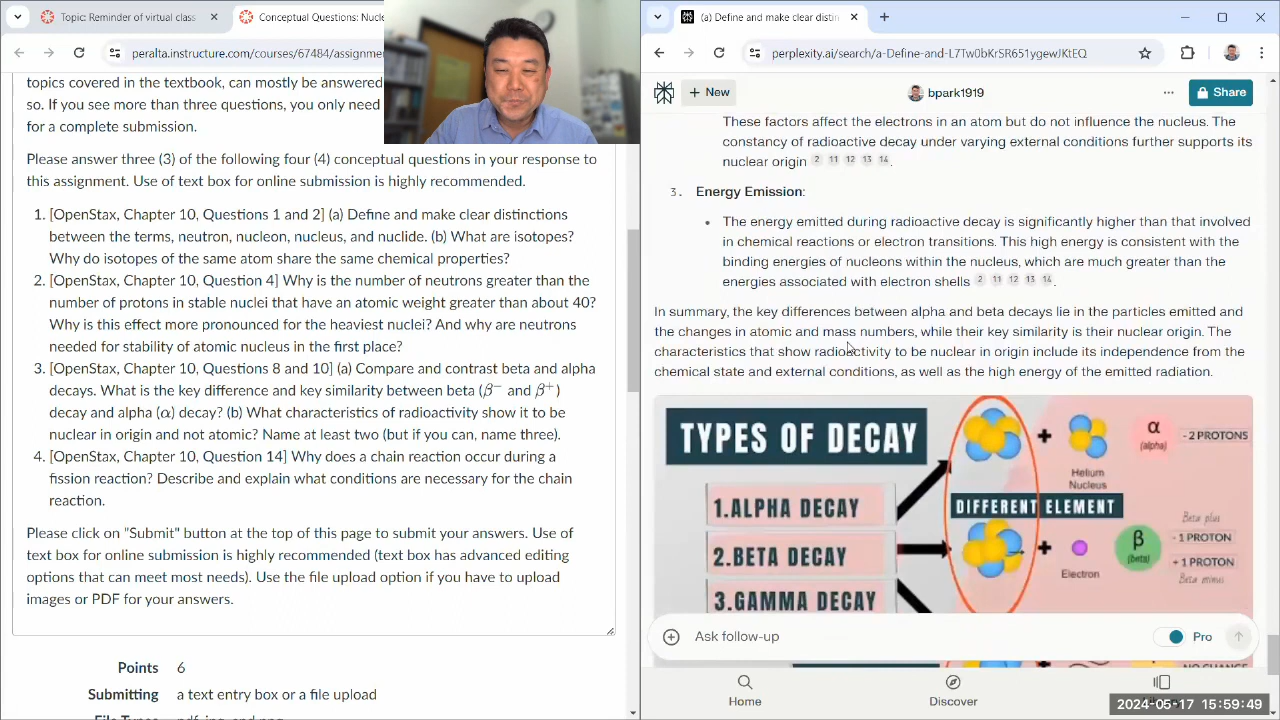 Topic: Reminder of virtual class
Conceptual Questions: Nucle
peralta.instructure.com/courses/67484/assignme
topics covered in the textbook, can mostly be answered
so. If you see more than three questions, you only need
for a complete submission.
Please answer three (3) of the following four (4) conceptual questions in your response to
this assignment. Use of text box for online submission is highly recommended.
1. [OpenStax, Chapter 10, Questions 1 and 2] (a) Define and make clear distinctions
between the terms, neutron, nucleon, nucleus, and nuclide. (b) What are isotopes?
Why do isotopes of the same atom share the same chemical properties?
2. [OpenStax, Chapter 10, Question 4] Why is the number of neutrons greater than the
number of protons in stable nuclei that have an atomic weight greater than about 40?
Why is this effect more pronounced for the heaviest nuclei? And why are neutrons
needed for stability of atomic nucleus in the first place?
3. [OpenStax, Chapter 10, Questions 8 and 10] (a) Compare and contrast beta and alpha
decays. What is the key difference and key similarity between beta (β⁻ and β⁺)
decay and alpha (α) decay? (b) What characteristics of radioactivity show it to be
nuclear in origin and not atomic? Name at least two (but if you can, name three).
4. [OpenStax, Chapter 10, Question 14] Why does a chain reaction occur during a
fission reaction? Describe and explain what conditions are necessary for the chain
reaction.
Please click on "Submit" button at the top of this page to submit your answers. Use of
text box for online submission is highly recommended (text box has advanced editing
options that can meet most needs). Use the file upload option if you have to upload
images or PDF for your answers.
Points 6
Submitting a text entry box or a file upload
(a) Define and make clear distin
perplexity.ai/search/a-Define-and-L7Tw0bKrSR651ygewJKtEQ
+ New
bpark1919
Share
These factors affect the electrons in an atom but do not influence the nucleus. The
constancy of radioactive decay under varying external conditions further supports its
nuclear origin 2 11 12 13 14 .
3. Energy Emission:
• The energy emitted during radioactive decay is significantly higher than that involved
in chemical reactions or electron transitions. This high energy is consistent with the
binding energies of nucleons within the nucleus, which are much greater than the
energies associated with electron shells 2 11 12 13 14 .
In summary, the key differences between alpha and beta decays lie in the particles emitted and
the changes in atomic and mass numbers, while their key similarity is their nuclear origin. The
characteristics that show radioactivity to be nuclear in origin include its independence from the
chemical state and external conditions, as well as the high energy of the emitted radiation.
TYPES OF DECAY
α
(alpha)
- 2 PROTONS
Helium
Nucleus
1.ALPHA DECAY
DIFFERENT ELEMENT
2.BETA DECAY
Electron
β
(beta)
Beta plus
- 1 PROTON
+ 1 PROTON
Beta minus
3.GAMMA DECAY
Ask follow-up
Pro
Home
Discover
2024-05-17 15:59:49